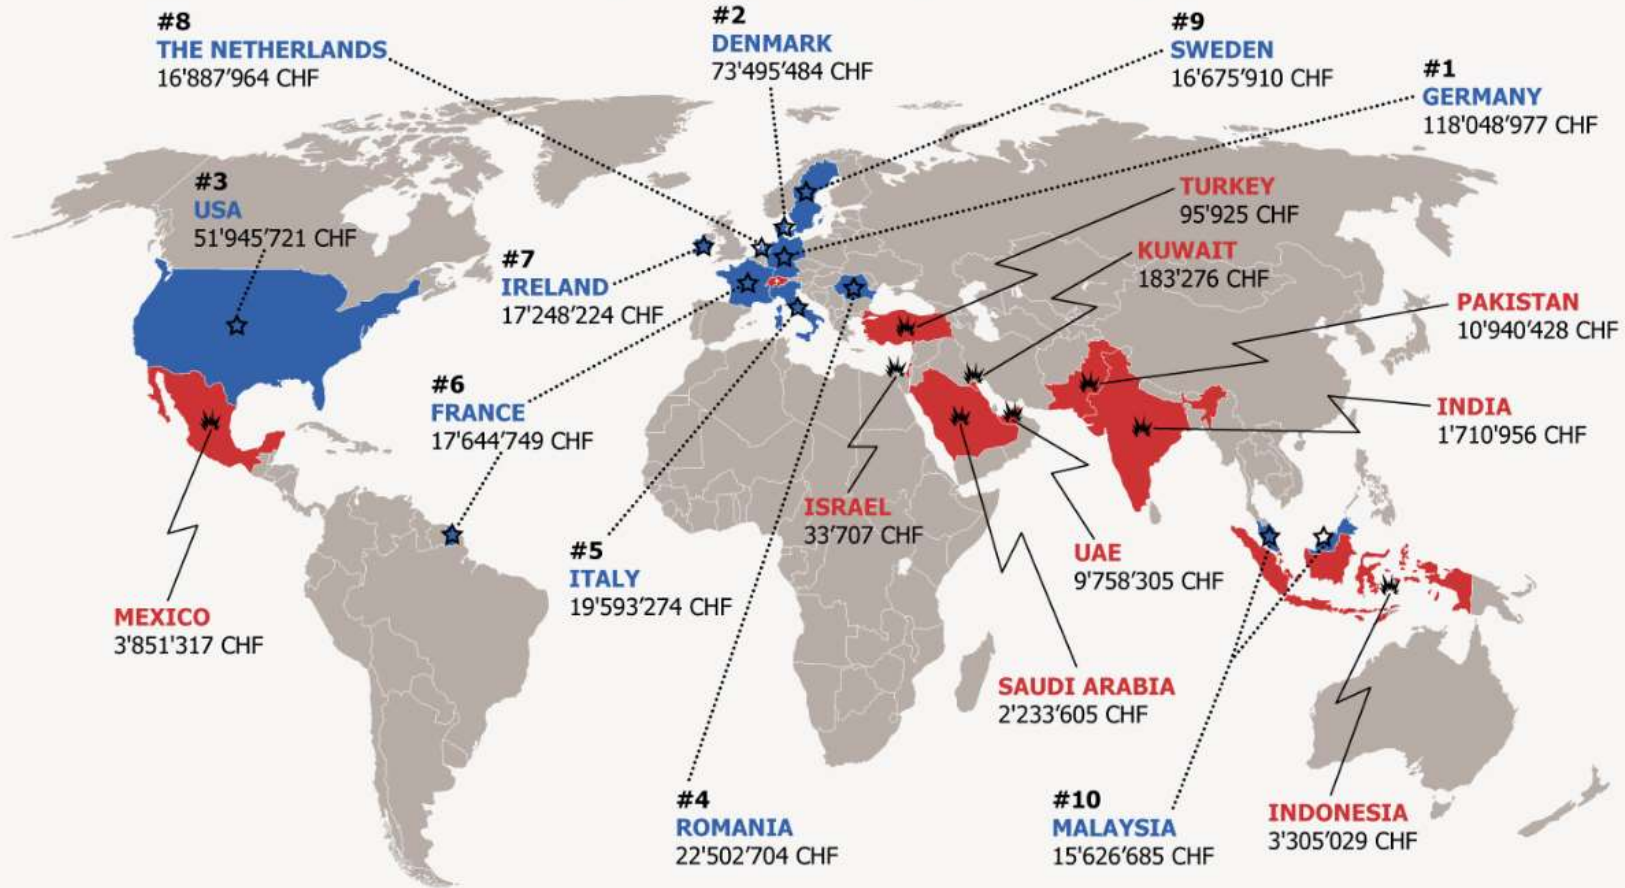 #8
THE NETHERLANDS
16'887′964 CHF
#2
DENMARK
73'495′484 CHF
#9
SWEDEN
16'675′910 CHF
#1
GERMANY
118'048′977 CHF
#3
USA
51'945′721 CHF
TURKEY
95'925 CHF
KUWAIT
183'276 CHF
#7
IRELAND
17'248′224 CHF
PAKISTAN
10'940′428 CHF
#6
FRANCE
17'644′749 CHF
INDIA
1'710′956 CHF
ISRAEL
33'707 CHF
#5
ITALY
19'593′274 CHF
UAE
9'758′305 CHF
MEXICO
3'851'317 CHF
SAUDI ARABIA
2'233′605 CHF
#4
ROMANIA
22'502′704 CHF
#10
MALAYSIA
15'626′685 CHF
INDONESIA
3'305′029 CHF